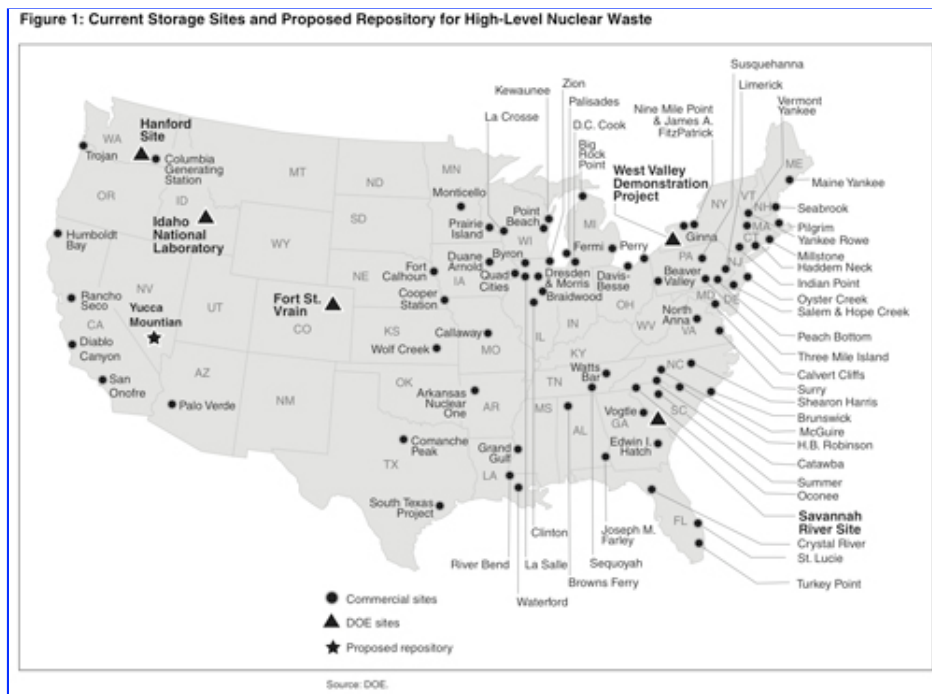 Figure 1: Current Storage Sites and Proposed Repository for High-Level Nuclear Waste
Susquehanna
Limerick
Zion
Kewaunee
Palisades
Vermont
Yankee
Nine Mile Point
& James A.
FitzPatrick
La Crosse
D.C. Cook
Big
Rock
Point
Hanford
Site
WA
Trojan
Columbia
Generating
Station
MT
ND
MN
West Valley
Demonstration
Project
ME
Maine Yankee
OR
ID
Idaho
National
Laboratory
Monticello
Prairie
Island
SD
Point
Beach
WI
MI
NY
VT
NH
MA
CT
Seabrook
Pilgrim
Yankee Rowe
Millstone
Haddem Neck
Indian Point
Oyster Creek
Salem & Hope Creek
Peach Bottom
Three Mile Island
Calvert Cliffs
Surry
Shearon Harris
Brunswick
McGuire
H.B. Robinson
Catawba
Summer
Oconee
Savannah
River Site
Crystal River
St. Lucie
Turkey Point
Humboldt
Bay
WY
Duane
Arnold
Byron
Fermi
Perry
Ginna
PA
NJ
Fort
Calhoun
NE
IA
Quad
Cities
Dresden
& Morris
Braidwood
Davis-
Besse
Beaver
Valley
MD
DE
Rancho
Seco
NV
Yucca
Mountian
UT
Fort St.
Vrain
CO
Cooper
Station
OH
North
Anna
CA
Diablo
Canyon
KS
Callaway
Wolf Creek
MO
IL
IN
WV
VA
KY
San
Onofre
AZ
Palo Verde
NM
OK
Arkansas
Nuclear
One
AR
TN
Watts
Bar
NC
MS
AL
Vogtle
GA
SC
Edwin I.
Hatch
Comanche
Peak
TX
Grand
Gulf
LA
South Texas
Project
FL
Clinton
Joseph M.
Farley
River Bend
La Salle
Sequoyah
Browns Ferry
Waterford
Commercial sites
DOE sites
Proposed repository
Source: DOE.